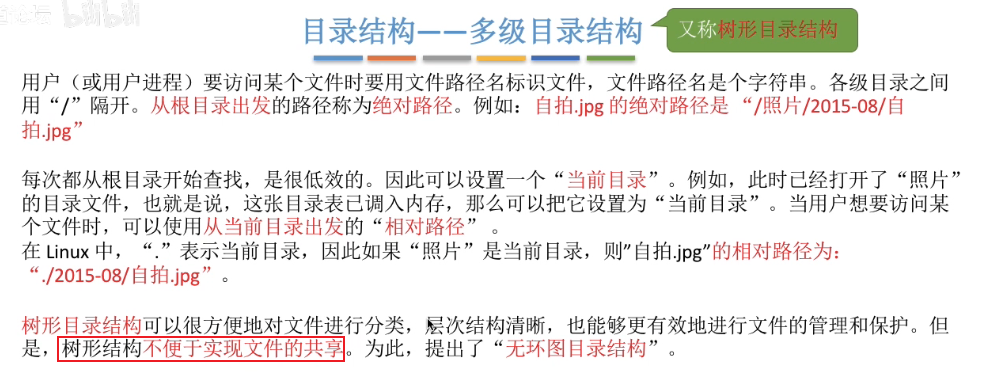 目录结构——多级目录结构
又称树形目录结构
用户（或用户进程）要访问某个文件时要用文件路径名标识文件，文件路径名是个字符串。各级目录之间
用“/”隔开。从根目录出发的路径称为绝对路径。例如：自拍.jpg 的绝对路径是 “/照片/2015-08/自
拍.jpg”
每次都从根目录开始查找，是很低效的。因此可以设置一个“当前目录”。例如，此时已经打开了“照片”
的目录文件，也就是说，这张目录表已调入内存，那么可以把它设置为“当前目录”。当用户想要访问某
个文件时，可以使用从当前目录出发的“相对路径” 。
在 Linux 中，“.”表示当前目录，因此如果“照片”是当前目录，则”自拍.jpg”的相对路径为：
“./2015-08/自拍.jpg”。
树形目录结构可以很方便地对文件进行分类，层次结构清晰，也能够更有效地进行文件的管理和保护。但
是，树形结构不便于实现文件的共享。为此，提出了“无环图目录结构”。